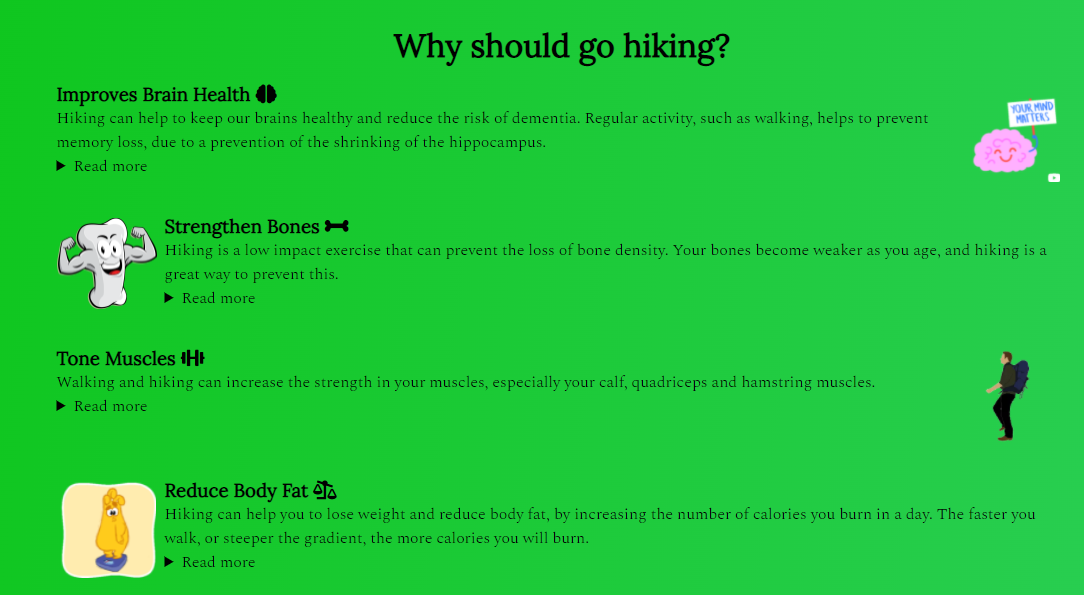 Why should go hiking?
Improves Brain Health
Hiking can help to keep our brains healthy and reduce the risk of dementia. Regular activity, such as walking, helps to prevent
memory loss, due to a prevention of the shrinking of the hippocampus.
Read more
YOUR MIND
MATTERS
Strengthen Bones
Hiking is a low impact exercise that can prevent the loss of bone density. Your bones become weaker as you age, and hiking is a
great way to prevent this.
Read more
Tone Muscles
Walking and hiking can increase the strength in your muscles, especially your calf, quadriceps and hamstring muscles.
Read more
Reduce Body Fat
Hiking can help you to lose weight and reduce body fat, by increasing the number of calories you burn in a day. The faster you
walk, or steeper the gradient, the more calories you will burn.
Read more